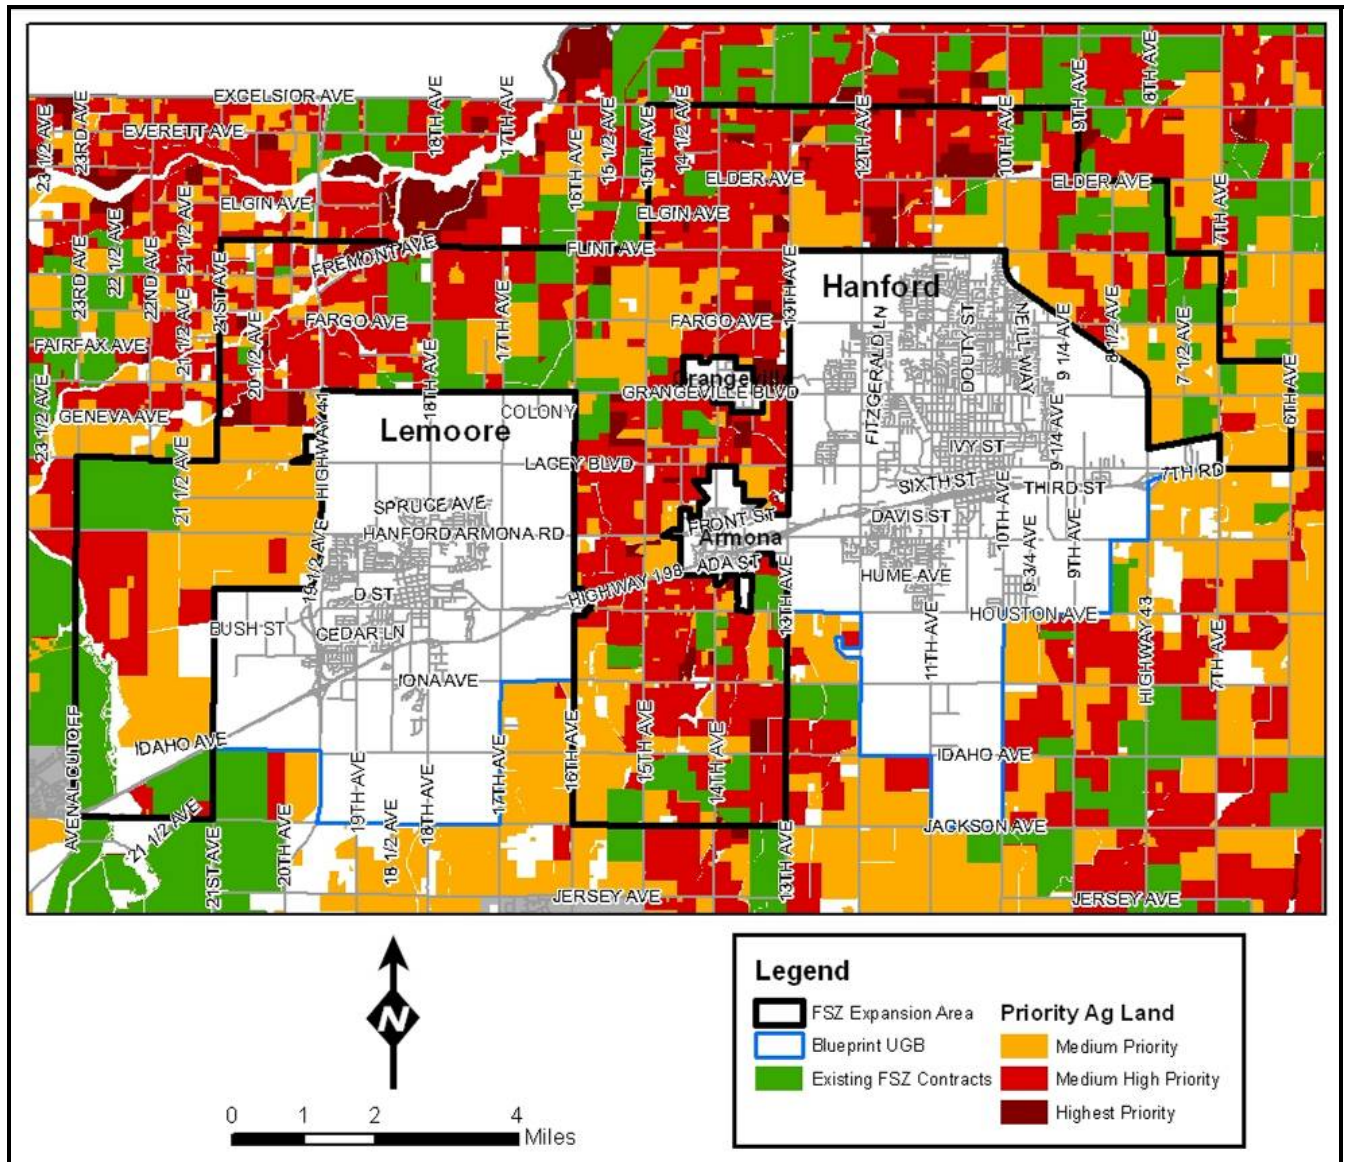 EXCELSIOR AVE
EVERETT AVE
23 1/2 AVE
23RD AVE
18TH AVE
17TH AVE
16TH AVE
15 1/2 AVE
15TH AVE
14 1/2 AVE
12TH AVE
10TH AVE
9TH AVE
8TH AVE
ELDER AVE
ELDER AVE
ELGIN AVE
ELGIN AVE
21 1/2 AVE
22 1/2 AVE
23RD AVE
22ND AVE
21 1/2 AVE
21ST AVE
FREMONT AVE
FLINT AVE
7TH AVE
13TH AVE
Hanford
FARGO AVE
FARGO AVE
FAIRFAX AVE
21 1/2 AVE
20 1/2 AVE
17TH AVE
18TH AVE
FITZGERALD LN
DOUTY ST
NEILL WAY
9 1/4 AVE
8 1/2 AVE
7 1/2 AVE
6TH AVE
Grangevill
GRANGEVILLE BLVD
23 1/2 AVE
GENEVA AVE
HIGHWAY 41
COLONY
Lemoore
LACEY BLVD
21 1/2 AVE
IVY ST
9 1/4 AVE
7TH RD
SIXTH ST
THIRD ST
SPRUCE AVE
HANFORD ARMONA RD
FRONT ST
Armona
ADA ST
DAVIS ST
10TH AVE
9 3/4 AVE
9TH AVE
19 1/2 AVE
D ST
HIGHWAY 198
HUME AVE
13TH AVE
HOUSTON AVE
BUSH ST
CEDAR LN
11TH AVE
HIGHWAY 43
7TH AVE
IONA AVE
IDAHO AVE
IDAHO AVE
AVENAL CUTOFF
21 1/2 AVE
21ST AVE
20TH AVE
19TH AVE
18 1/2 AVE
18TH AVE
17TH AVE
16TH AVE
15TH AVE
14TH AVE
13TH AVE
JACKSON AVE
JERSEY AVE
JERSEY AVE
N
0 1 2 4
Miles
Legend
FSZ Expansion Area
Blueprint UGB
Existing FSZ Contracts
Priority Ag Land
Medium Priority
Medium High Priority
Highest Priority